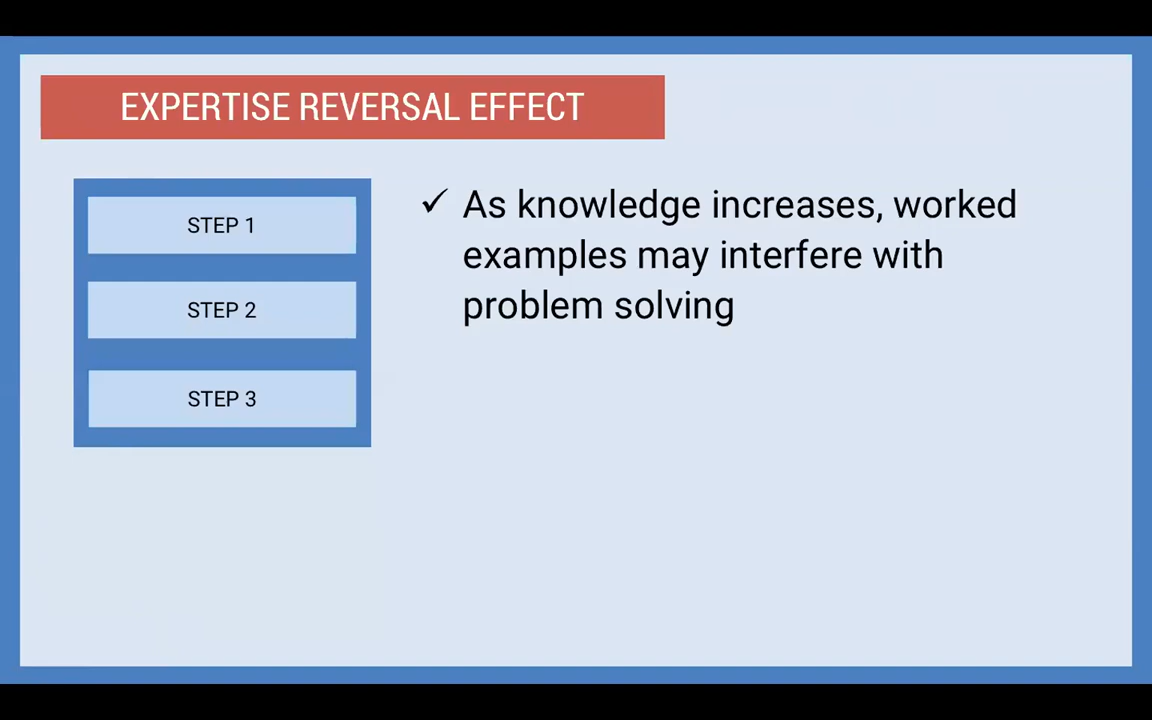 EXPERTISE REVERSAL EFFECT
STEP 1
STEP 2
STEP 3
✓ As knowledge increases, worked
examples may interfere with
problem solving